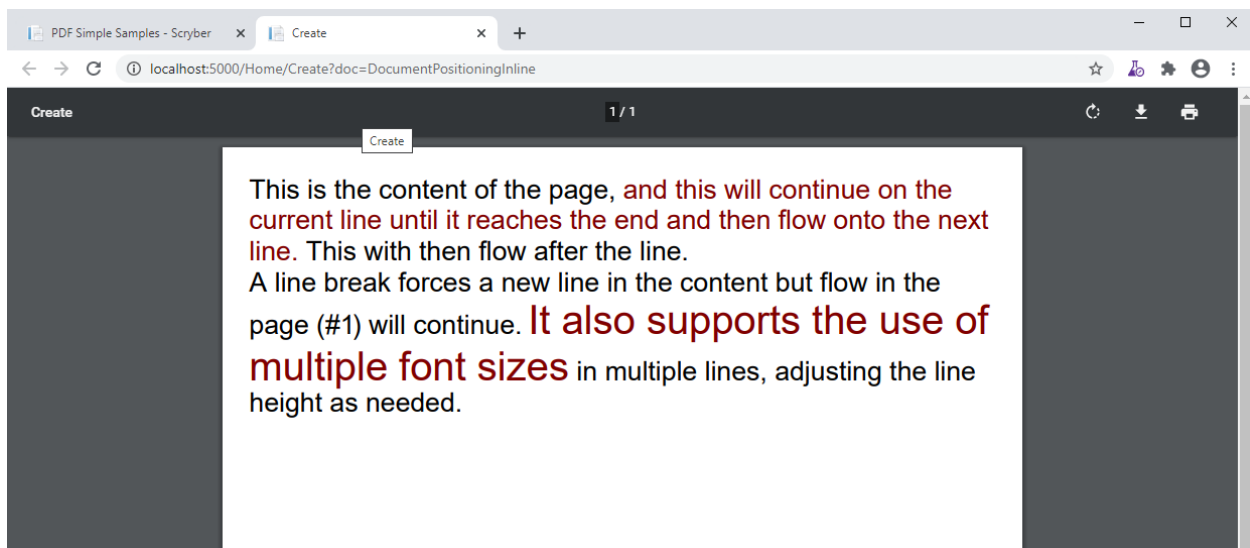 PDF Simple Samples - Scryber
Create
localhost:5000/Home/Create?doc=DocumentPositioningInline
Create
1 / 1
Create
This is the content of the page, and this will continue on the
current line until it reaches the end and then flow onto the next
line. This with then flow after the line.
A line break forces a new line in the content but flow in the
page (#1) will continue. It also supports the use of
multiple font sizes in multiple lines, adjusting the line
height as needed.